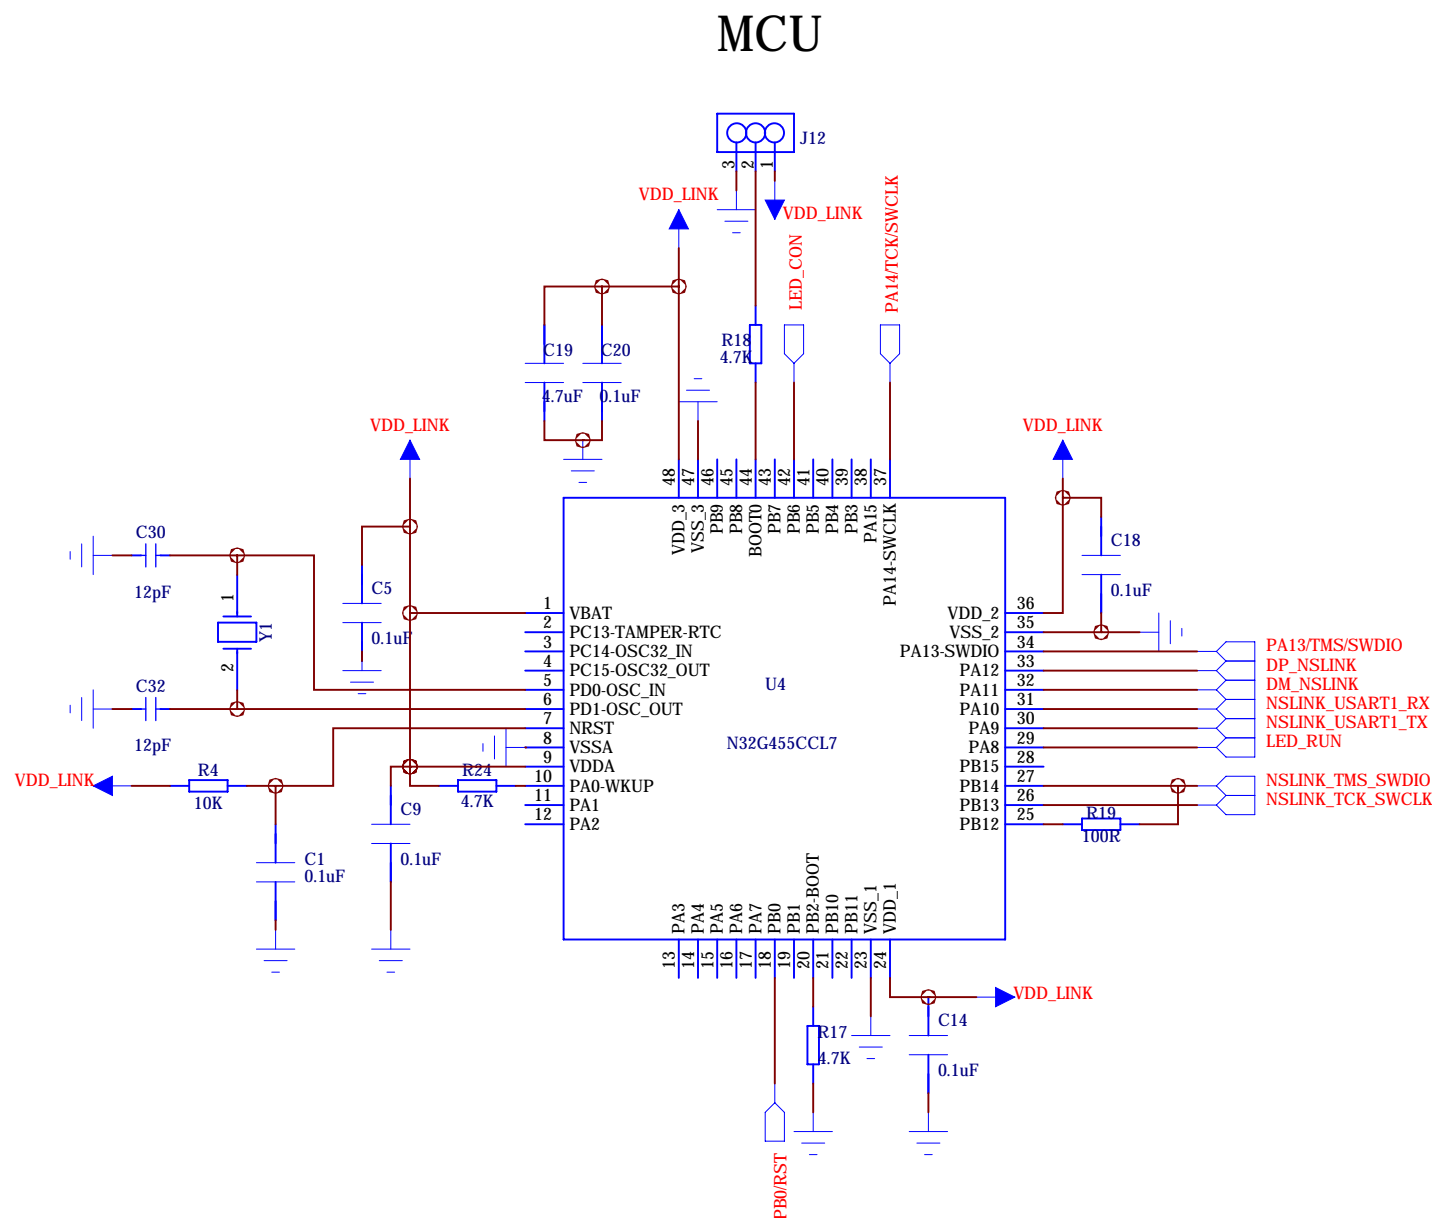 MCU
J12
3
2
1
VDD_LINK
VDD_LINK
LED_CON
PA14/TCK/SWCLK
R18
4.7K
C19
4.7uF
C20
0.1uF
VDD_LINK
VDD_LINK
48
47
46
45
44
43
42
41
40
39
38
37
VDD_3
VSS_3
PB9
PB8
BOOT0
PB7
PB6
PB5
PB4
PB3
PA15
PA14-SWCLK
C30
12pF
C18
0.1uF
C5
0.1uF
1
Y1
2
C32
12pF
1 VBAT
2 PC13-TAMPER-RTC
3 PC14-OSC32_IN
4 PC15-OSC32_OUT
5 PD0-OSC_IN
6 PD1-OSC_OUT
7 NRST
8 VSSA
9 VDDA
10 PA0-WKUP
11 PA1
12 PA2
U4
N32G455CCL7
VDD_2 36
VSS_2 35
PA13-SWDIO 34
PA12 33
PA11 32
PA10 31
PA9 30
PA8 29
PB15 28
PB14 27
PB13 26
PB12 25
PA13/TMS/SWDIO
DP_NSLINK
DM_NSLINK
NSLINK_USART1_RX
NSLINK_USART1_TX
LED_RUN
NSLINK_TMS_SWDIO
NSLINK_TCK_SWCLK
R19
100R
VDD_LINK
R4
10K
R24
4.7K
C9
0.1uF
C1
0.1uF
PA3
PA4
PA5
PA6
PA7
PB0
PB1
PB2-BOOT
PB10
PB11
VSS_1
VDD_1
13
14
15
16
17
18
19
20
21
22
23
24
VDD_LINK
R17
4.7K
C14
0.1uF
PB0/RST